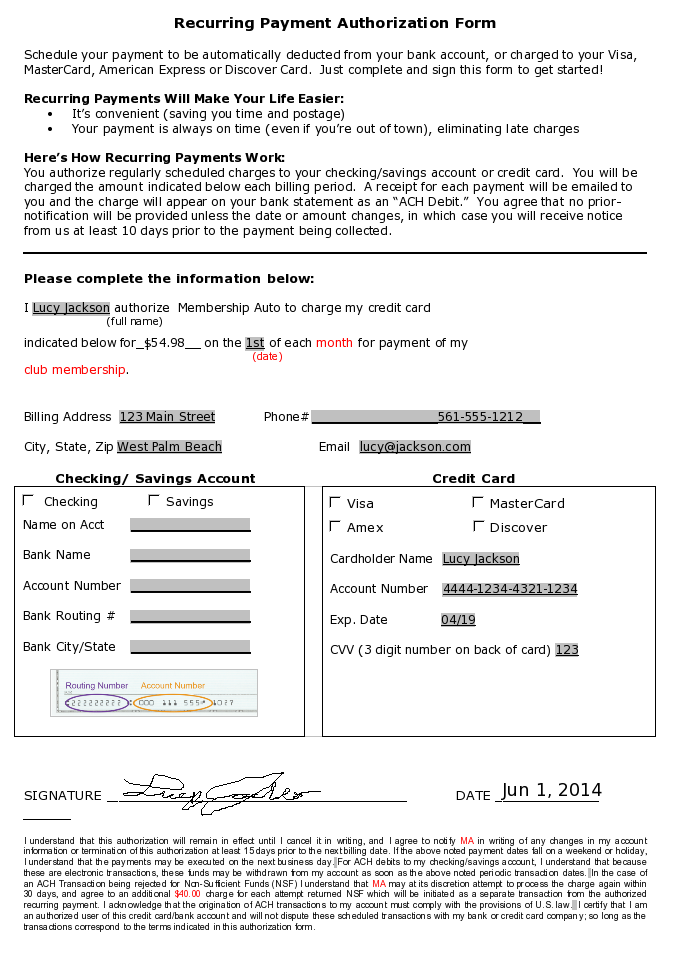 Recurring Payment Authorization Form
Schedule your payment to be automatically deducted from your bank account, or charged to your Visa,
MasterCard, American Express or Discover Card.  Just complete and sign this form to get started!
Recurring Payments Will Make Your Life Easier:
• It's convenient (saving you time and postage)
• Your payment is always on time (even if you're out of town), eliminating late charges
Here's How Recurring Payments Work:
You authorize regularly scheduled charges to your checking/savings account or credit card.  You will be
charged the amount indicated below each billing period.  A receipt for each payment will be emailed to
you and the charge will appear on your bank statement as an "ACH Debit."  You agree that no prior-
notification will be provided unless the date or amount changes, in which case you will receive notice
from us at least 10 days prior to the payment being collected.
Please complete the information below:
I Lucy Jackson authorize  Membership Auto to charge my credit card
(full name)
indicated below for_$54.98___ on the 1st of each month for payment of my
(date)
club membership.
Billing Address 123 Main Street Phone# 561-555-1212
City, State, Zip West Palm Beach Email lucy@jackson.com
Checking/ Savings Account Credit Card
Checking Savings Visa MasterCard
Name on Acct Amex Discover
Bank Name Cardholder Name Lucy Jackson
Account Number Account Number 4444-1234-4321-1234
Bank Routing # Exp. Date 04/19
Bank City/State CVV (3 digit number on back of card) 123
Routing Number Account Number
222222222 000 111 555 1027
SIGNATURE Lucy Jackson DATE Jun 1, 2014
I understand that this authorization will remain in effect until I cancel it in writing, and I agree to notify MA in writing of any changes in my account
information or termination of this authorization at least 15 days prior to the next billing date. If the above noted payment dates fall on a weekend or holiday,
I understand that the payments may be executed on the next business day. For ACH debits to my checking/savings account, I understand that because
these are electronic transactions, these funds may be withdrawn from my account as soon as the above noted periodic transaction dates. In the case of
an ACH Transaction being rejected for Non-Sufficient Funds (NSF) I understand that MA may at its discretion attempt to process the charge again within
30 days, and agree to an additional $40.00 charge for each attempt returned NSF which will be initiated as a separate transaction from the authorized
recurring payment. I acknowledge that the origination of ACH transactions to my account must comply with the provisions of U.S. law. I certify that I am
an authorized user of this credit card/bank account and will not dispute these scheduled transactions with my bank or credit card company; so long as the
transactions correspond to the terms indicated in this authorization form.